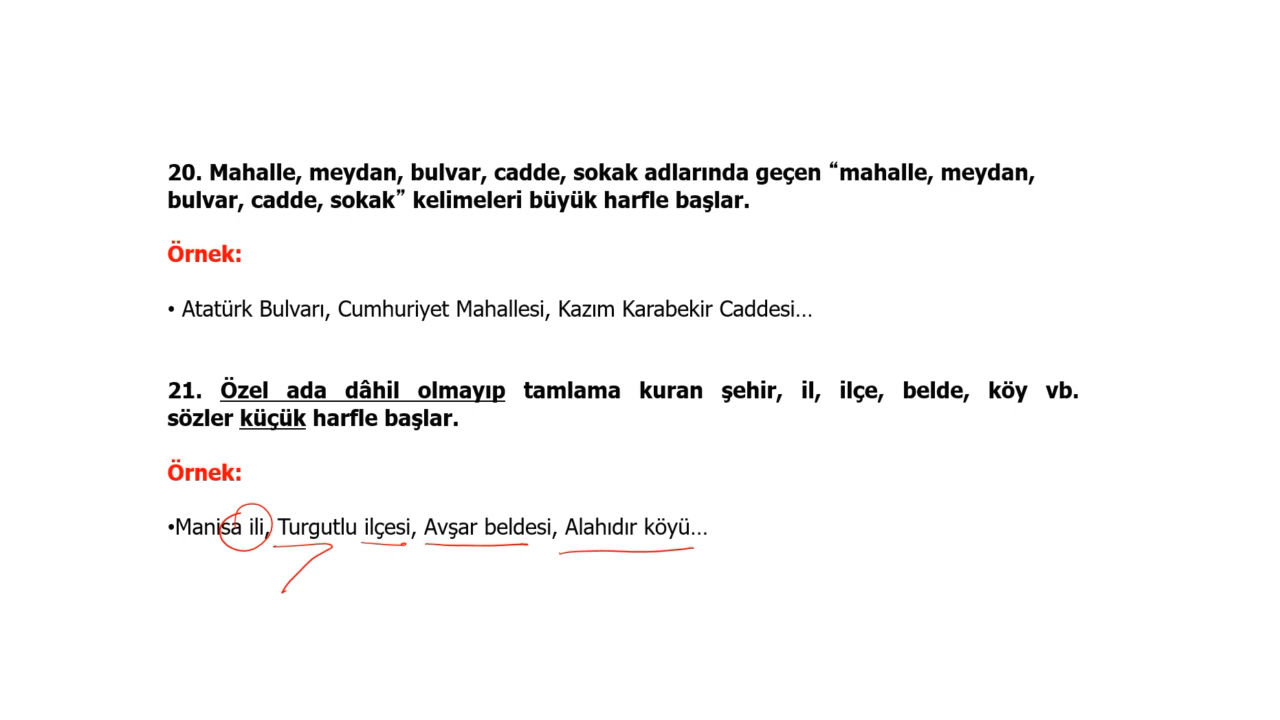 20. Mahalle, meydan, bulvar, cadde, sokak adlarında geçen “mahalle, meydan,
bulvar, cadde, sokak” kelimeleri büyük harfle başlar.
Örnek:
• Atatürk Bulvarı, Cumhuriyet Mahallesi, Kazım Karabekir Caddesi…
21. Özel ada dâhil olmayıp tamlama kuran şehir, il, ilçe, belde, köy vb.
sözler küçük harfle başlar.
Örnek:
•Manisa ili, Turgutlu ilçesi, Avşar beldesi, Alahıdır köyü…